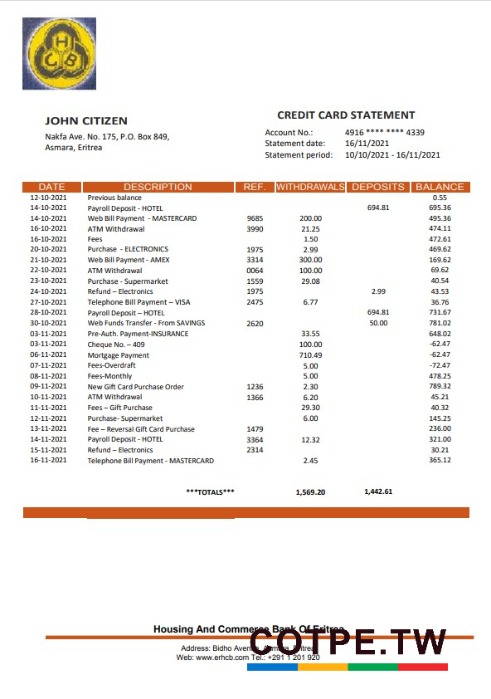 H
C B
JOHN CITIZEN
Nakfa Ave. No. 175, P.O. Box 849,
Asmara, Eritrea
CREDIT CARD STATEMENT
Account No.: 4916 **** **** 4339
Statement date: 16/11/2021
Statement period: 10/10/2021 - 16/11/2021
DATE DESCRIPTION REF. WITHDRAWALS DEPOSITS BALANCE
12-10-2021 Previous balance 0.55
14-10-2021 Payroll Deposit - HOTEL 694.81 695.36
14-10-2021 Web Bill Payment - MASTERCARD 9685 200.00 495.36
16-10-2021 ATM Withdrawal 3990 21.25 474.11
16-10-2021 Fees 1.50 472.61
20-10-2021 Purchase - ELECTRONICS 1975 2.99 469.62
21-10-2021 Web Bill Payment - AMEX 3314 300.00 169.62
22-10-2021 ATM Withdrawal 0064 100.00 69.62
23-10-2021 Purchase - Supermarket 1559 29.08 40.54
24-10-2021 Refund – Electronics 1975 2.99 43.53
27-10-2021 Telephone Bill Payment – VISA 2475 6.77 36.76
28-10-2021 Payroll Deposit – HOTEL 694.81 731.67
30-10-2021 Web Funds Transfer - From SAVINGS 2620 50.00 781.02
03-11-2021 Pre-Auth. Payment-INSURANCE 33.55 648.02
03-11-2021 Cheque No. – 409 100.00 -62.47
06-11-2021 Mortgage Payment 710.49 -62.47
07-11-2021 Fees-Overdraft 5.00 -72.47
08-11-2021 Fees-Monthly 5.00 478.25
09-11-2021 New Gift Card Purchase Order 1236 2.30 789.32
10-11-2021 ATM Withdrawal 1366 6.20 45.21
11-11-2021 Fees – Gift Purchase 29.30 40.32
12-11-2021 Purchase- Supermarket 6.00 145.25
13-11-2021 Fee – Reversal Gift Card Purchase 1479 236.00
14-11-2021 Payroll Deposit - HOTEL 3364 12.32 321.00
15-11-2021 Refund – Electronics 2314 30.21
16-11-2021 Telephone Bill Payment - MASTERCARD 2.45 365.12
***TOTALS*** 1,569.20 1,442.61
Housing And Commerce Bank Of Eritrea
COTPE.TW
Address: Bidho Avenue, Asmara, Eritrea
Web: www.erhcb.com Tel.: +291 1 201 920